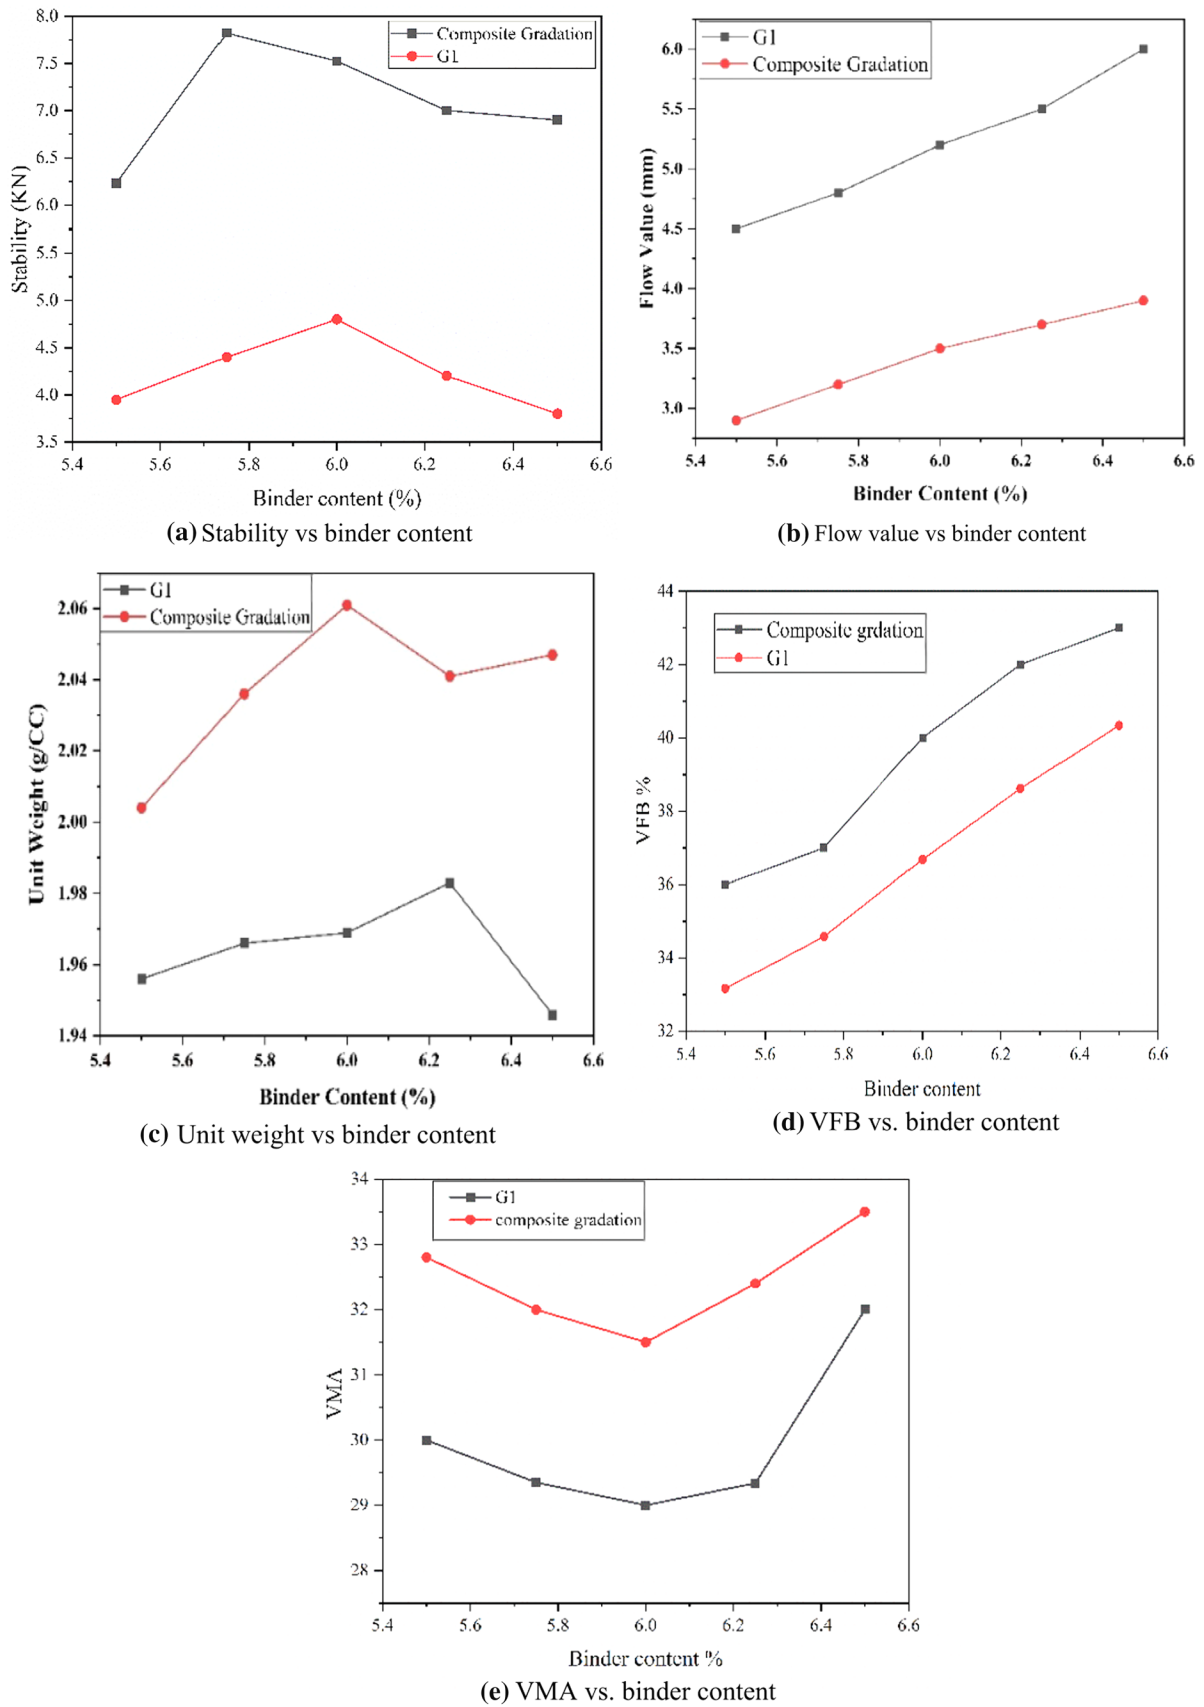 8.0
7.5
7.0
6.5
6.0
5.5
5.0
4.5
4.0
3.5
Stability (KN)
Composite Gradation
G1
5.4 5.6 5.8 6.0 6.2 6.4 6.6
Binder content (%)
(a) Stability vs binder content
6.0
5.5
5.0
4.5
4.0
3.5
3.0
Flow Value (mm)
G1
Composite Gradation
5.4 5.6 5.8 6.0 6.2 6.4 6.6
Binder Content (%)
(b) Flow value vs binder content
2.06
2.04
2.02
2.00
1.98
1.96
1.94
Unit Weight (g/CC)
G1
Composite Gradation
5.4 5.6 5.8 6.0 6.2 6.4 6.6
Binder Content (%)
(c) Unit weight vs binder content
44
42
40
38
36
34
32
VFB %
Composite grdation
G1
5.4 5.6 5.8 6.0 6.2 6.4 6.6
Binder content
(d) VFB vs. binder content
34
33
32
31
30
29
28
VMA
G1
composite gradation
5.4 5.6 5.8 6.0 6.2 6.4 6.6
Binder content %
(e) VMA vs. binder content